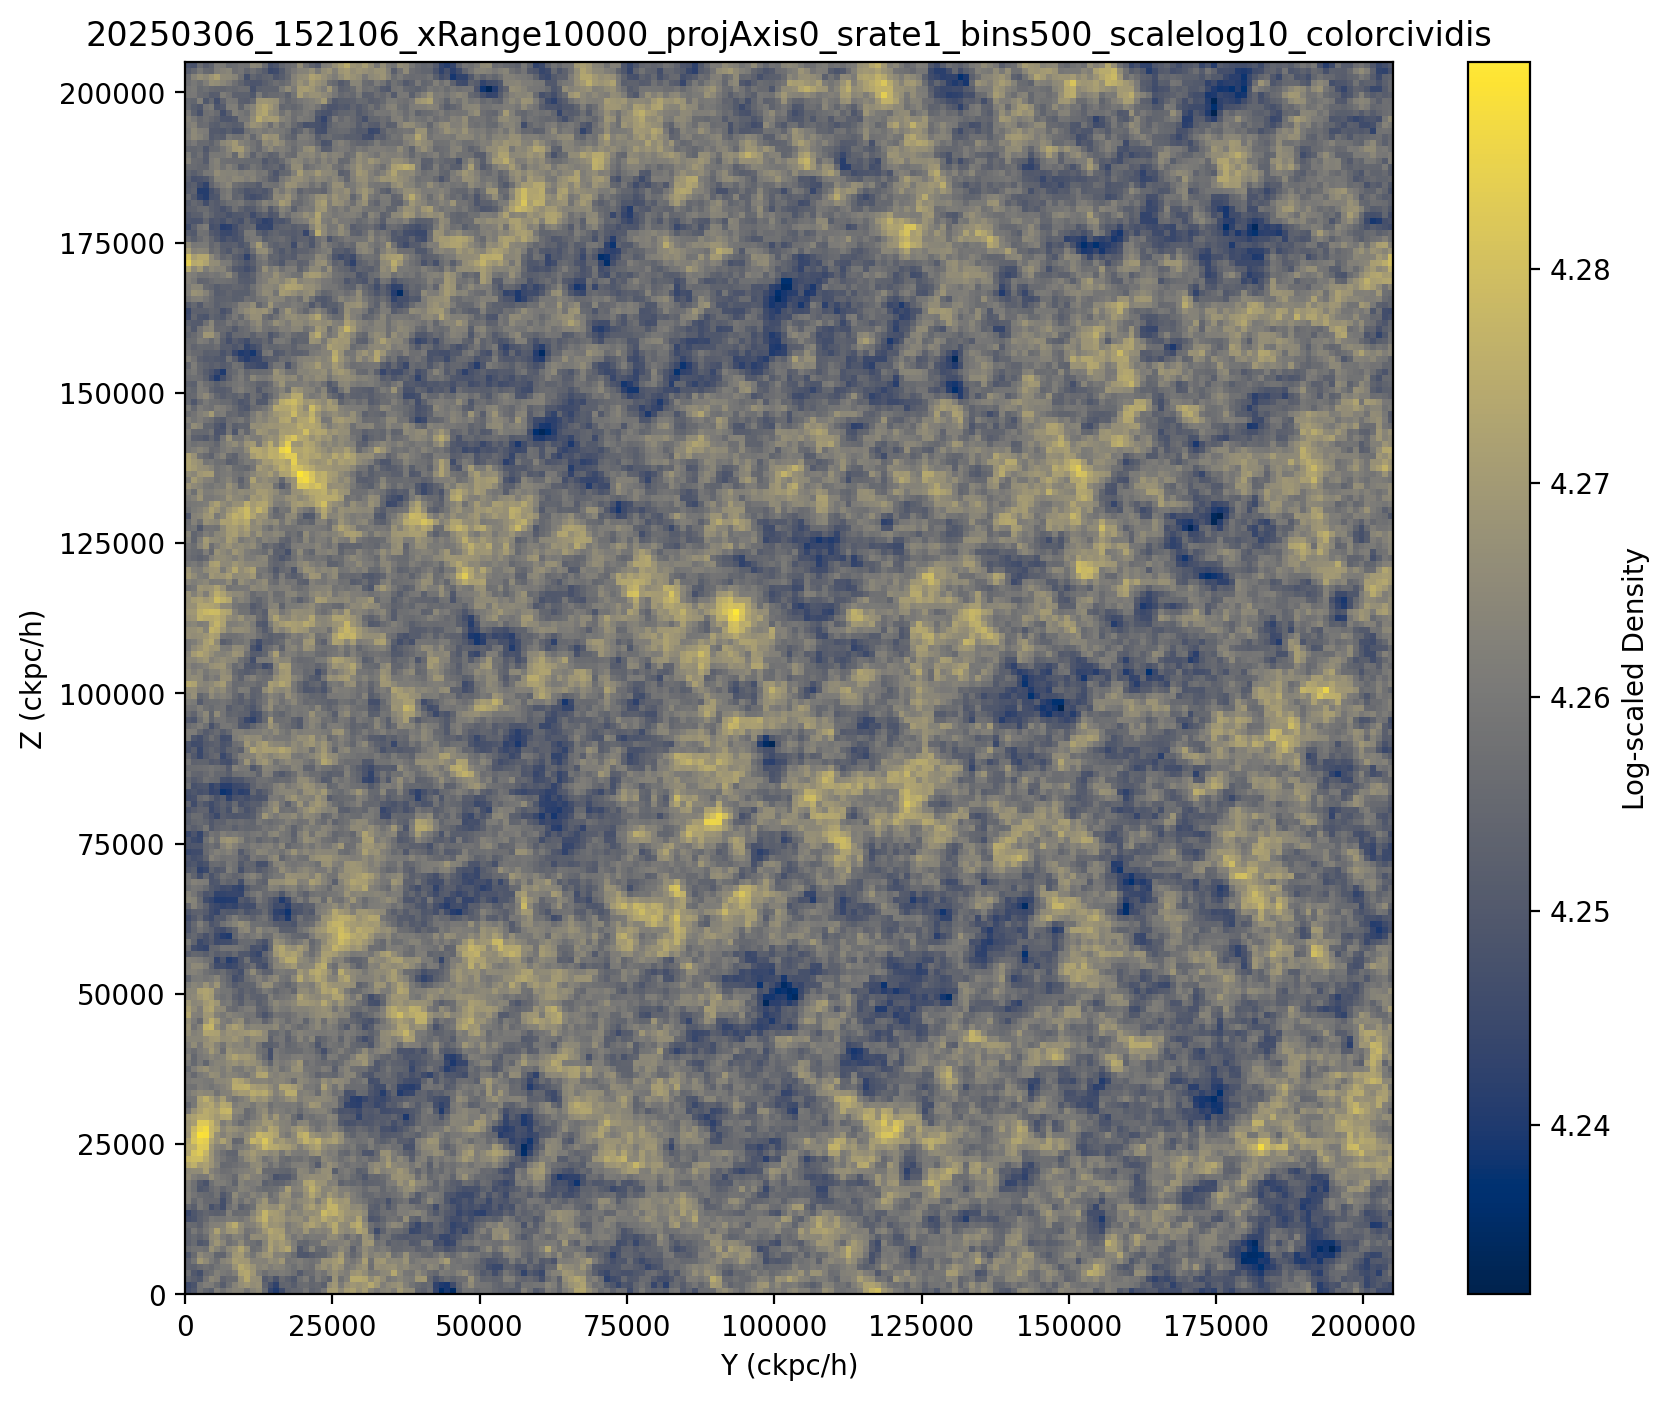 20250306_152106_xRange10000_projAxis0_srate1_bins500_scalelog10_colorcividis
200000
175000
150000
125000
100000
75000
50000
25000
0
Z (ckpc/h)
0 25000 50000 75000 100000 125000 150000 175000 200000
Y (ckpc/h)
4.28
4.27
4.26
4.25
4.24
Log-scaled Density